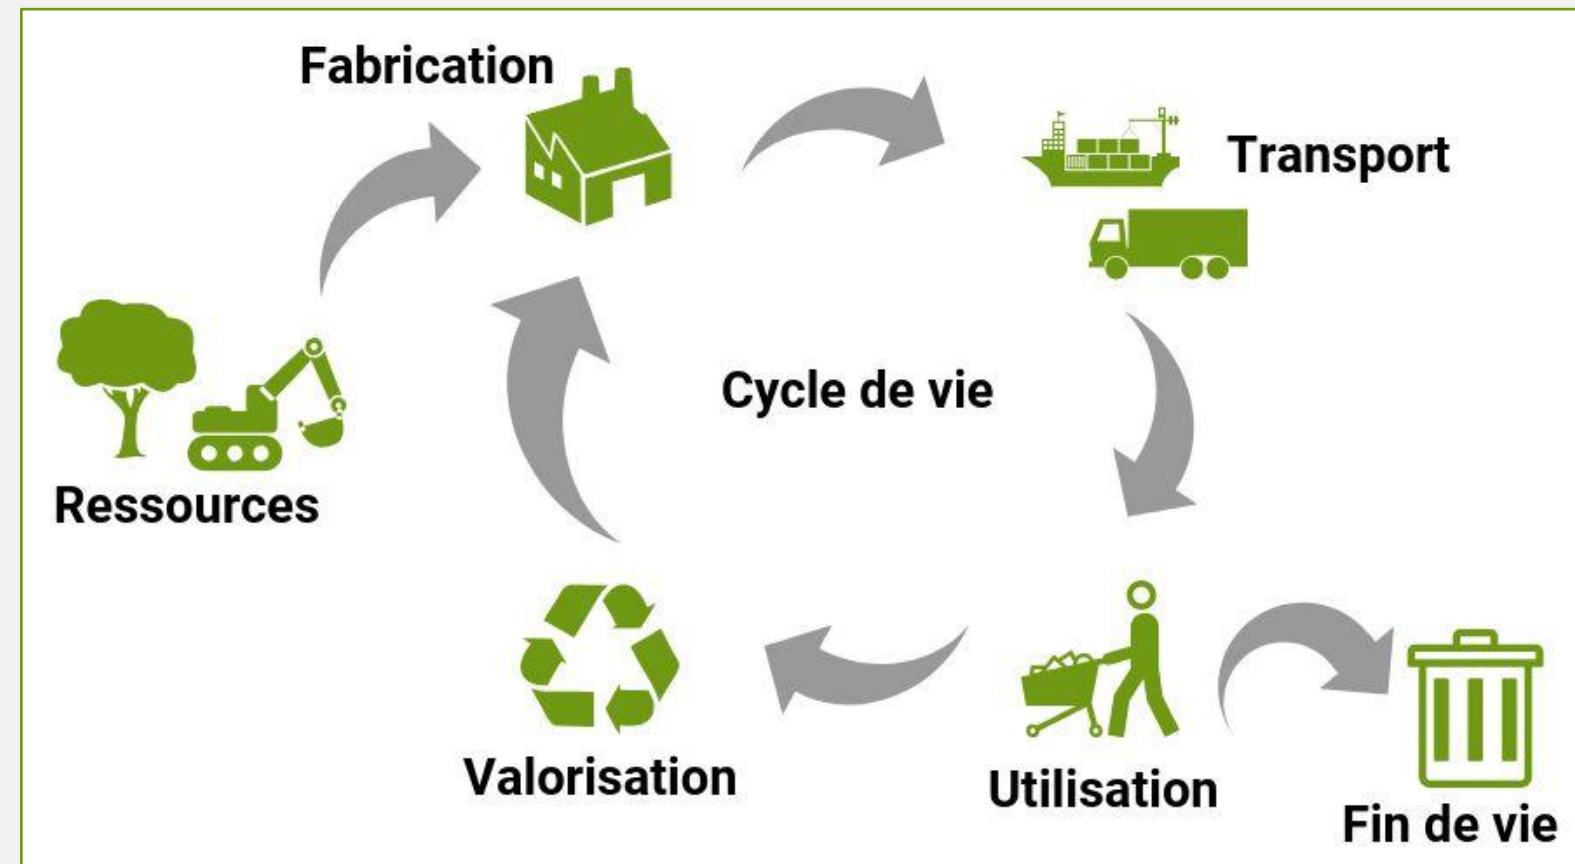 Fabrication
Transport
Cycle de vie
Ressources
Valorisation
Utilisation
Fin de vie